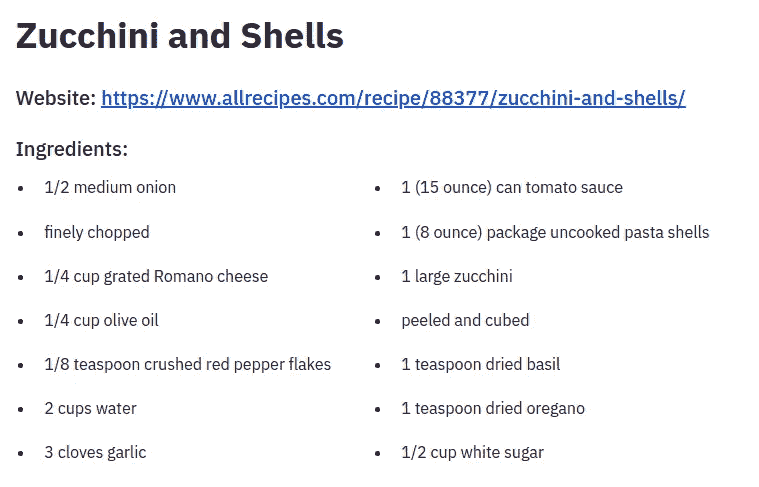 Zucchini and Shells
Website: https://www.allrecipes.com/recipe/88377/zucchini-and-shells/
Ingredients:
• 1/2 medium onion
• finely chopped
• 1/4 cup grated Romano cheese
• 1/4 cup olive oil
• 1/8 teaspoon crushed red pepper flakes
• 2 cups water
• 3 cloves garlic
• 1 (15 ounce) can tomato sauce
• 1 (8 ounce) package uncooked pasta shells
• 1 large zucchini
• peeled and cubed
• 1 teaspoon dried basil
• 1 teaspoon dried oregano
• 1/2 cup white sugar